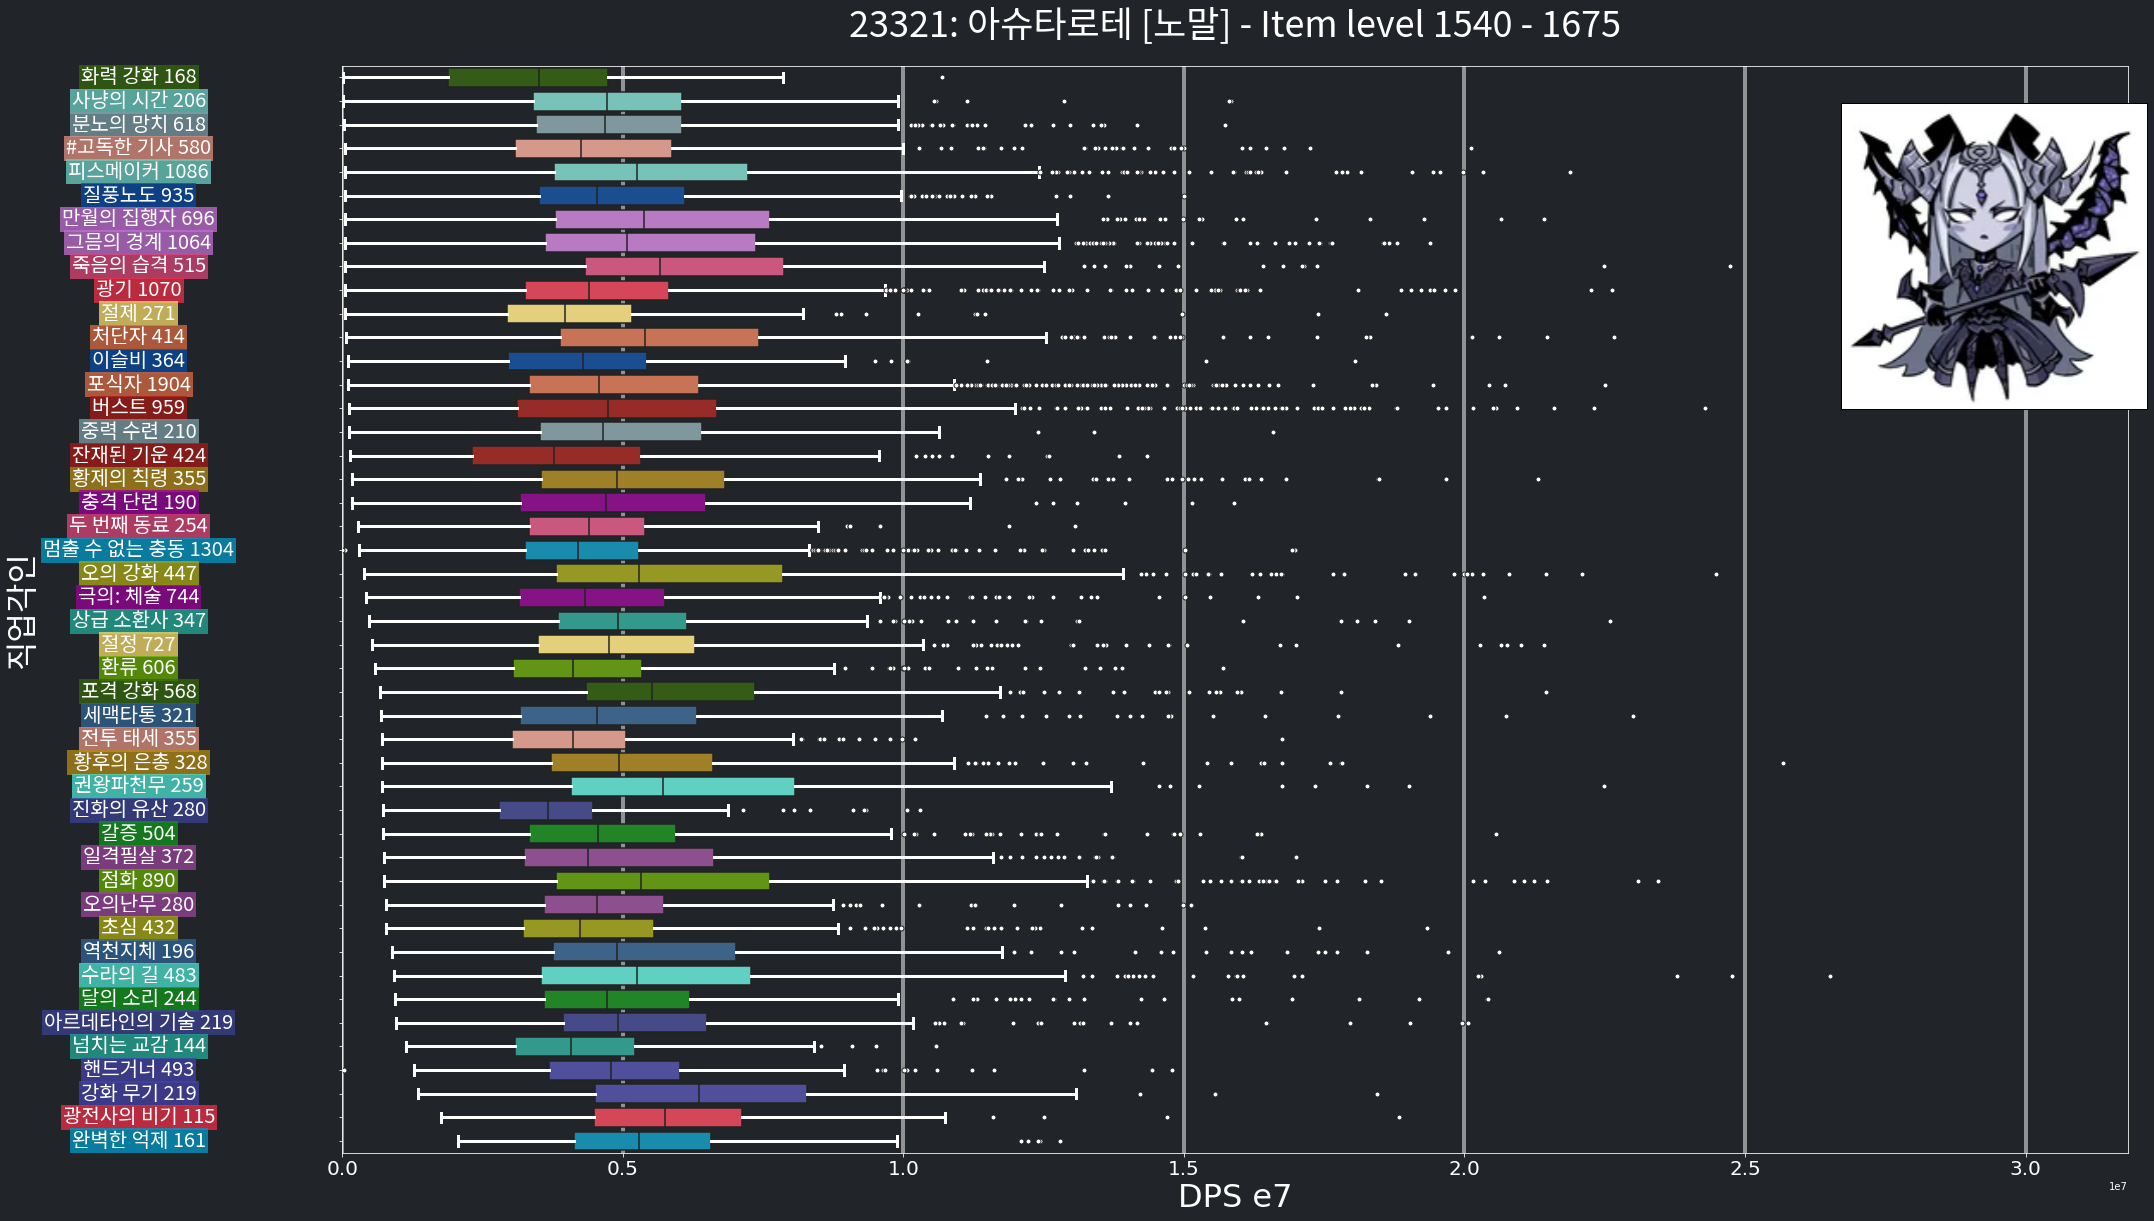 23321: 아슈타로테 [노말] - Item level 1540 - 1675
화력 강화 168
사냥의 시간 206
분노의 망치 618
#고독한 기사 580
피스메이커 1086
질풍노도 935
만월의 집행자 696
그믐의 경계 1064
죽음의 습격 515
광기 1070
절제 271
처단자 414
이슬비 364
포식자 1904
버스트 959
중력 수련 210
잔재된 기운 424
황제의 칙령 355
충격 단련 190
두 번째 동료 254
멈출 수 없는 충동 1304
오의 강화 447
극의: 체술 744
상급 소환사 347
절정 727
환류 606
포격 강화 568
세맥타통 321
전투 태세 355
황후의 은총 328
권왕파천무 259
진화의 유산 280
갈증 504
일격필살 372
점화 890
오의난무 280
초심 432
역천지체 196
수라의 길 483
달의 소리 244
아르데타인의 기술 219
넘치는 교감 144
핸드거너 493
강화 무기 219
광전사의 비기 115
완벽한 억제 161
직업각인
0.0 0.5 1.0 1.5 2.0 2.5 3.0
1e7
DPS e7